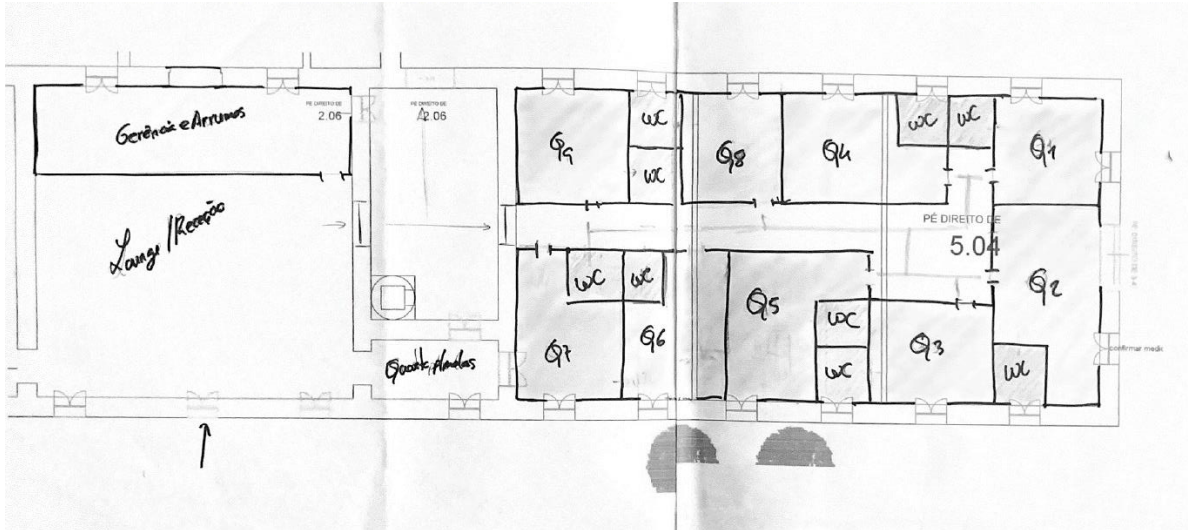 PÉ DIREITO DE
2.06
PÉ DIREITO DE
2.06
Gerência e Arrumos
Lounge / Receção
Q9
WC
WC
Q8
Q4
WC
WC
Q1
PÉ DIREITO DE
5.04
Q7
WC
WC
Q6
Q5
WC
WC
Q3
Q2
WC
confirmar medid